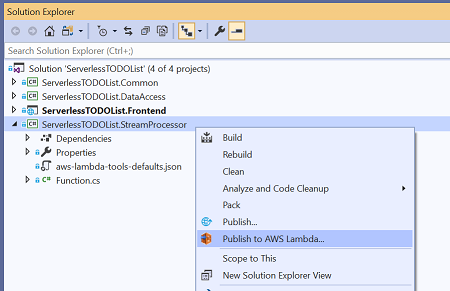 Solution Explorer
Search Solution Explorer (Ctrl+;)
Solution 'ServerlessTODOList' (4 of 4 projects)
C# ServerlessTODOList.Common
C# ServerlessTODOList.DataAccess
ServerlessTODOList.Frontend
C# ServerlessTODOList.StreamProcessor
Dependencies
Properties
aws-lambda-tools-defaults.json
C# Function.cs
Build
Rebuild
Clean
Analyze and Code Cleanup
Pack
Publish...
Publish to AWS Lambda...
Scope to This
New Solution Explorer View